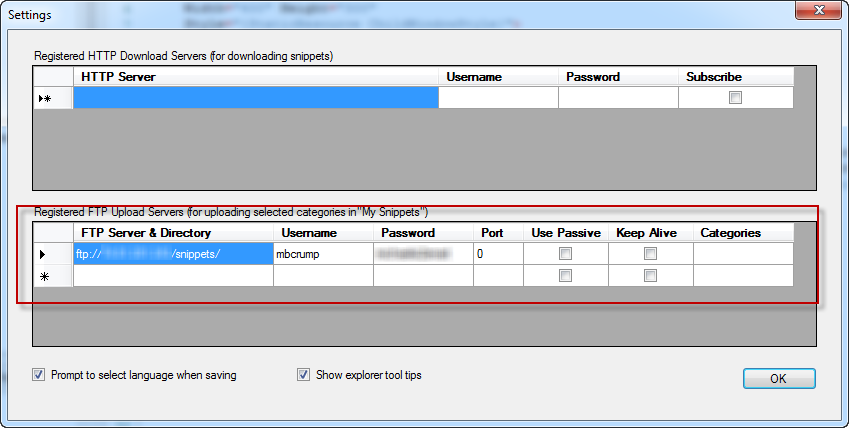 Settings
Registered HTTP Download Servers (for downloading snippets)
HTTP Server Username Password Subscribe
Registered FTP Upload Servers (for uploading selected categories in "My Snippets")
FTP Server & Directory Username Password Port Use Passive Keep Alive Categories
ftp:// /snippets/ mbcrump 0
Prompt to select language when saving Show explorer tool tips OK